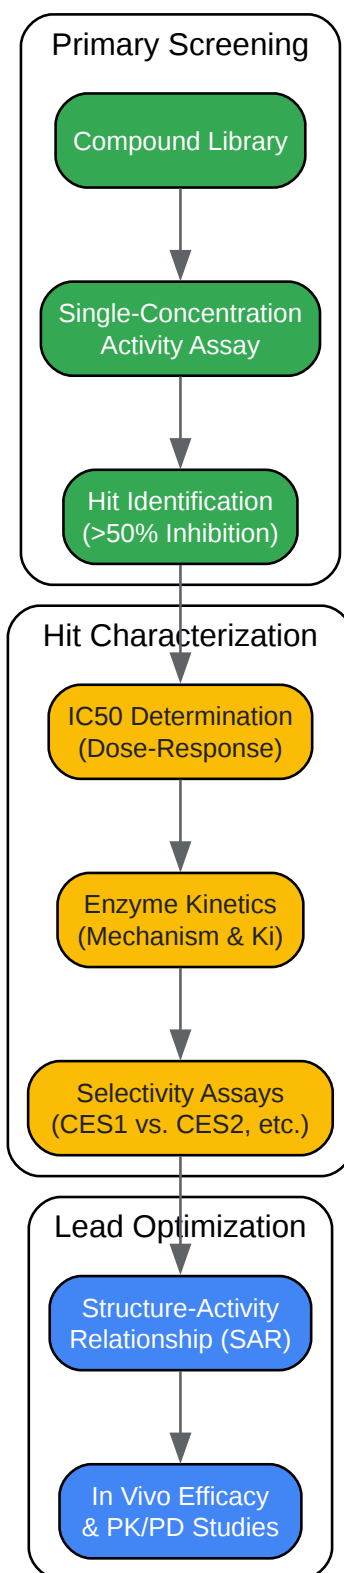 Primary Screening
Compound Library
Single-Concentration
Activity Assay
Hit Identification
(>50% Inhibition)
Hit Characterization
IC50 Determination
(Dose-Response)
Enzyme Kinetics
(Mechanism & Ki)
Selectivity Assays
(CES1 vs. CES2, etc.)
Lead Optimization
Structure-Activity
Relationship (SAR)
In Vivo Efficacy
& PK/PD Studies